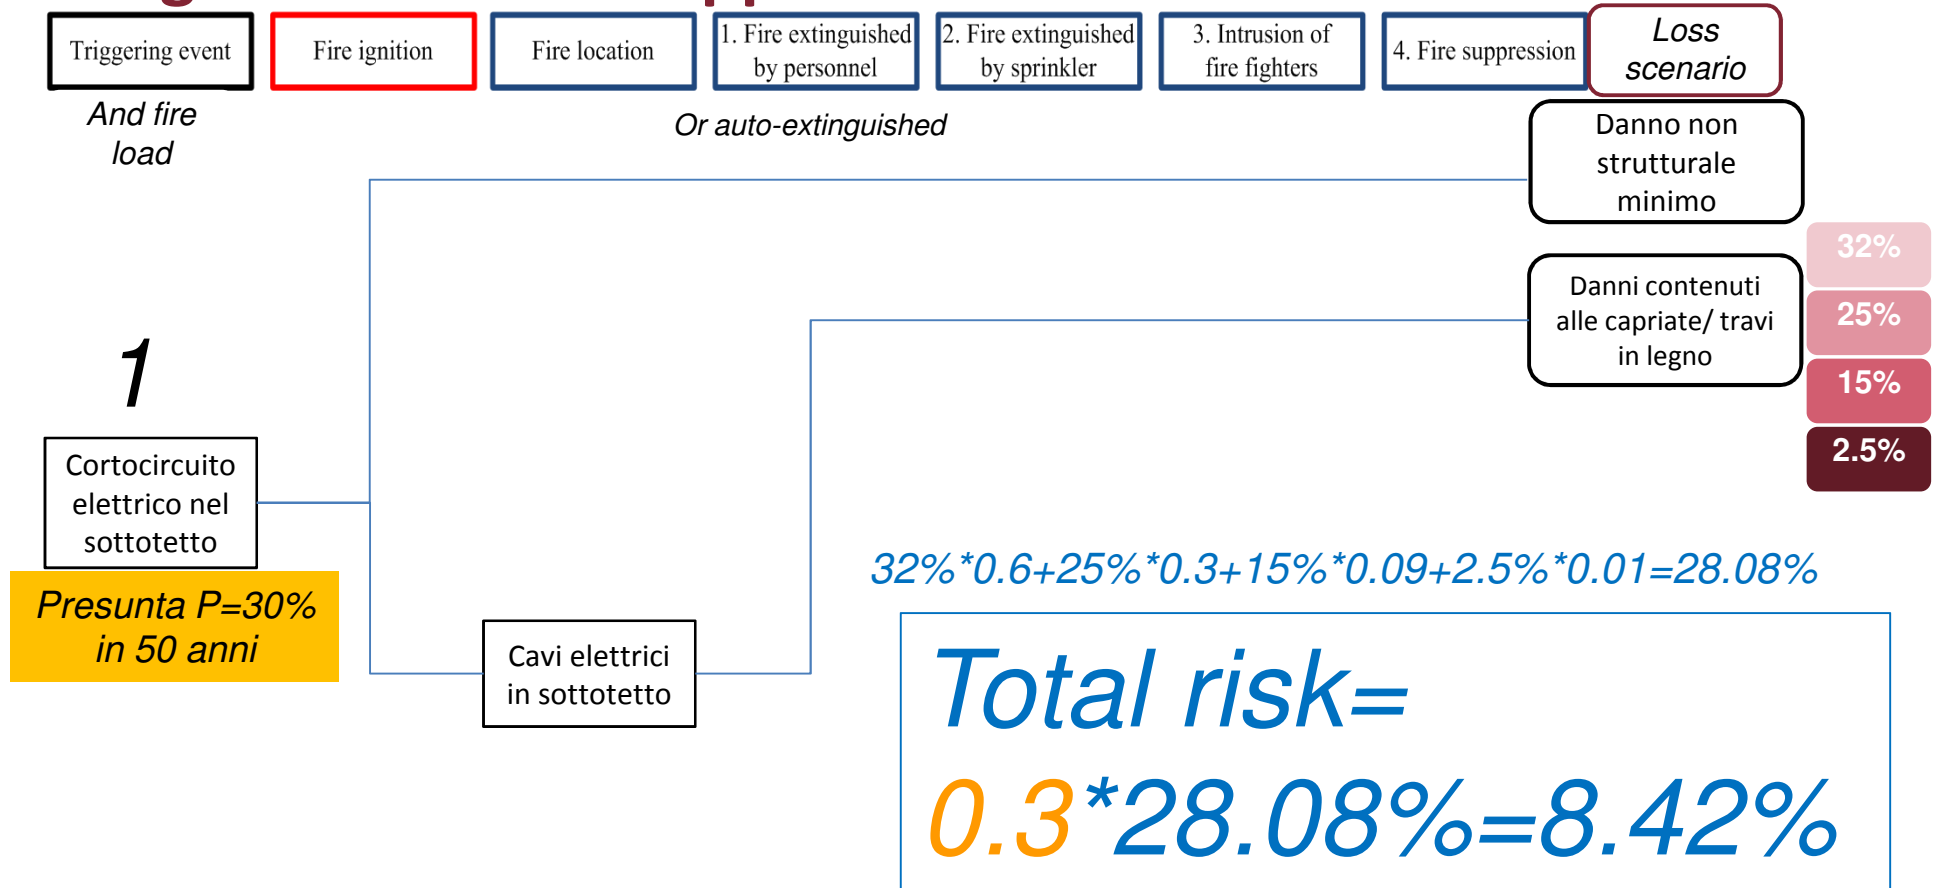 Triggering event
Fire ignition
Fire location
1. Fire extinguished
by personnel
2. Fire extinguished
by sprinkler
3. Intrusion of
fire fighters
4. Fire suppression
Loss
scenario
And fire
load
Or auto-extinguished
Danno non
strutturale
minimo
32%
Danni contenuti
alle capriate/ travi
in legno
25%
15%
2.5%
1
Cortocircuito
elettrico nel
sottotetto
Presunta P=30%
in 50 anni
Cavi elettrici
in sottotetto
32%*0.6+25%*0.3+15%*0.09+2.5%*0.01=28.08%
Total risk=
0.3*28.08%=8.42%